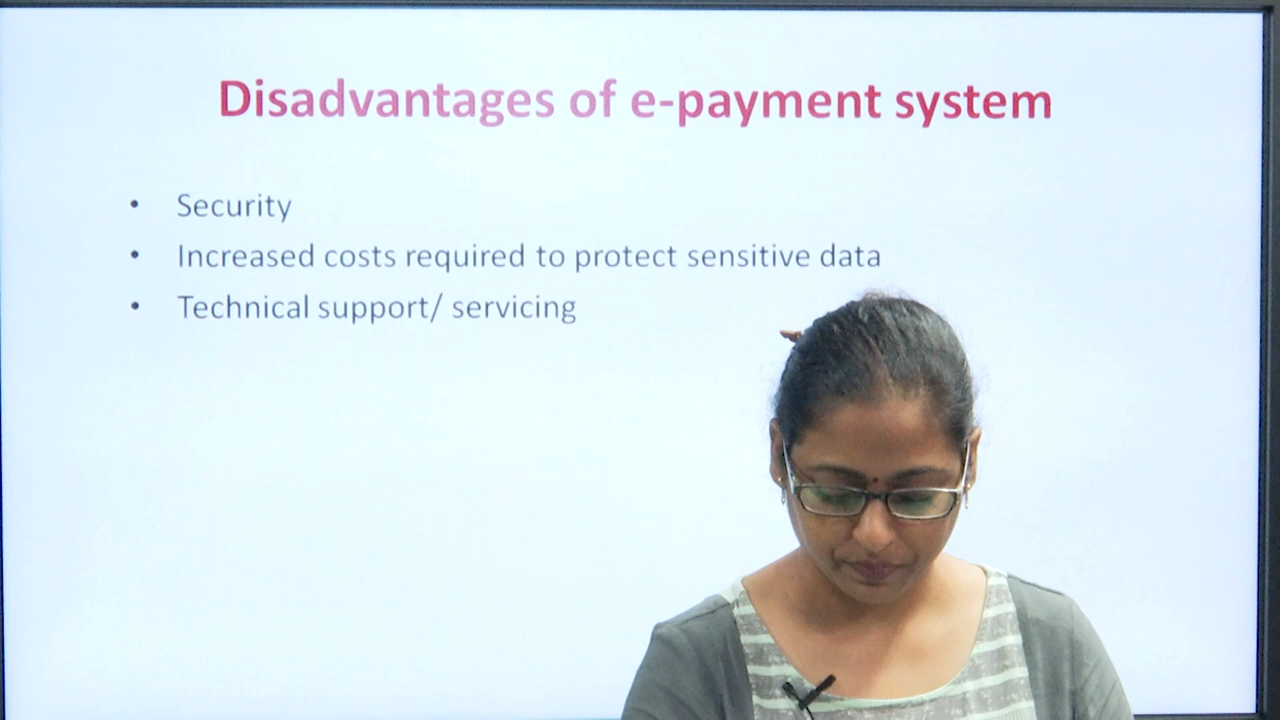 Disadvantages of e-payment system
• Security
• Increased costs required to protect sensitive data
• Technical support/ servicing